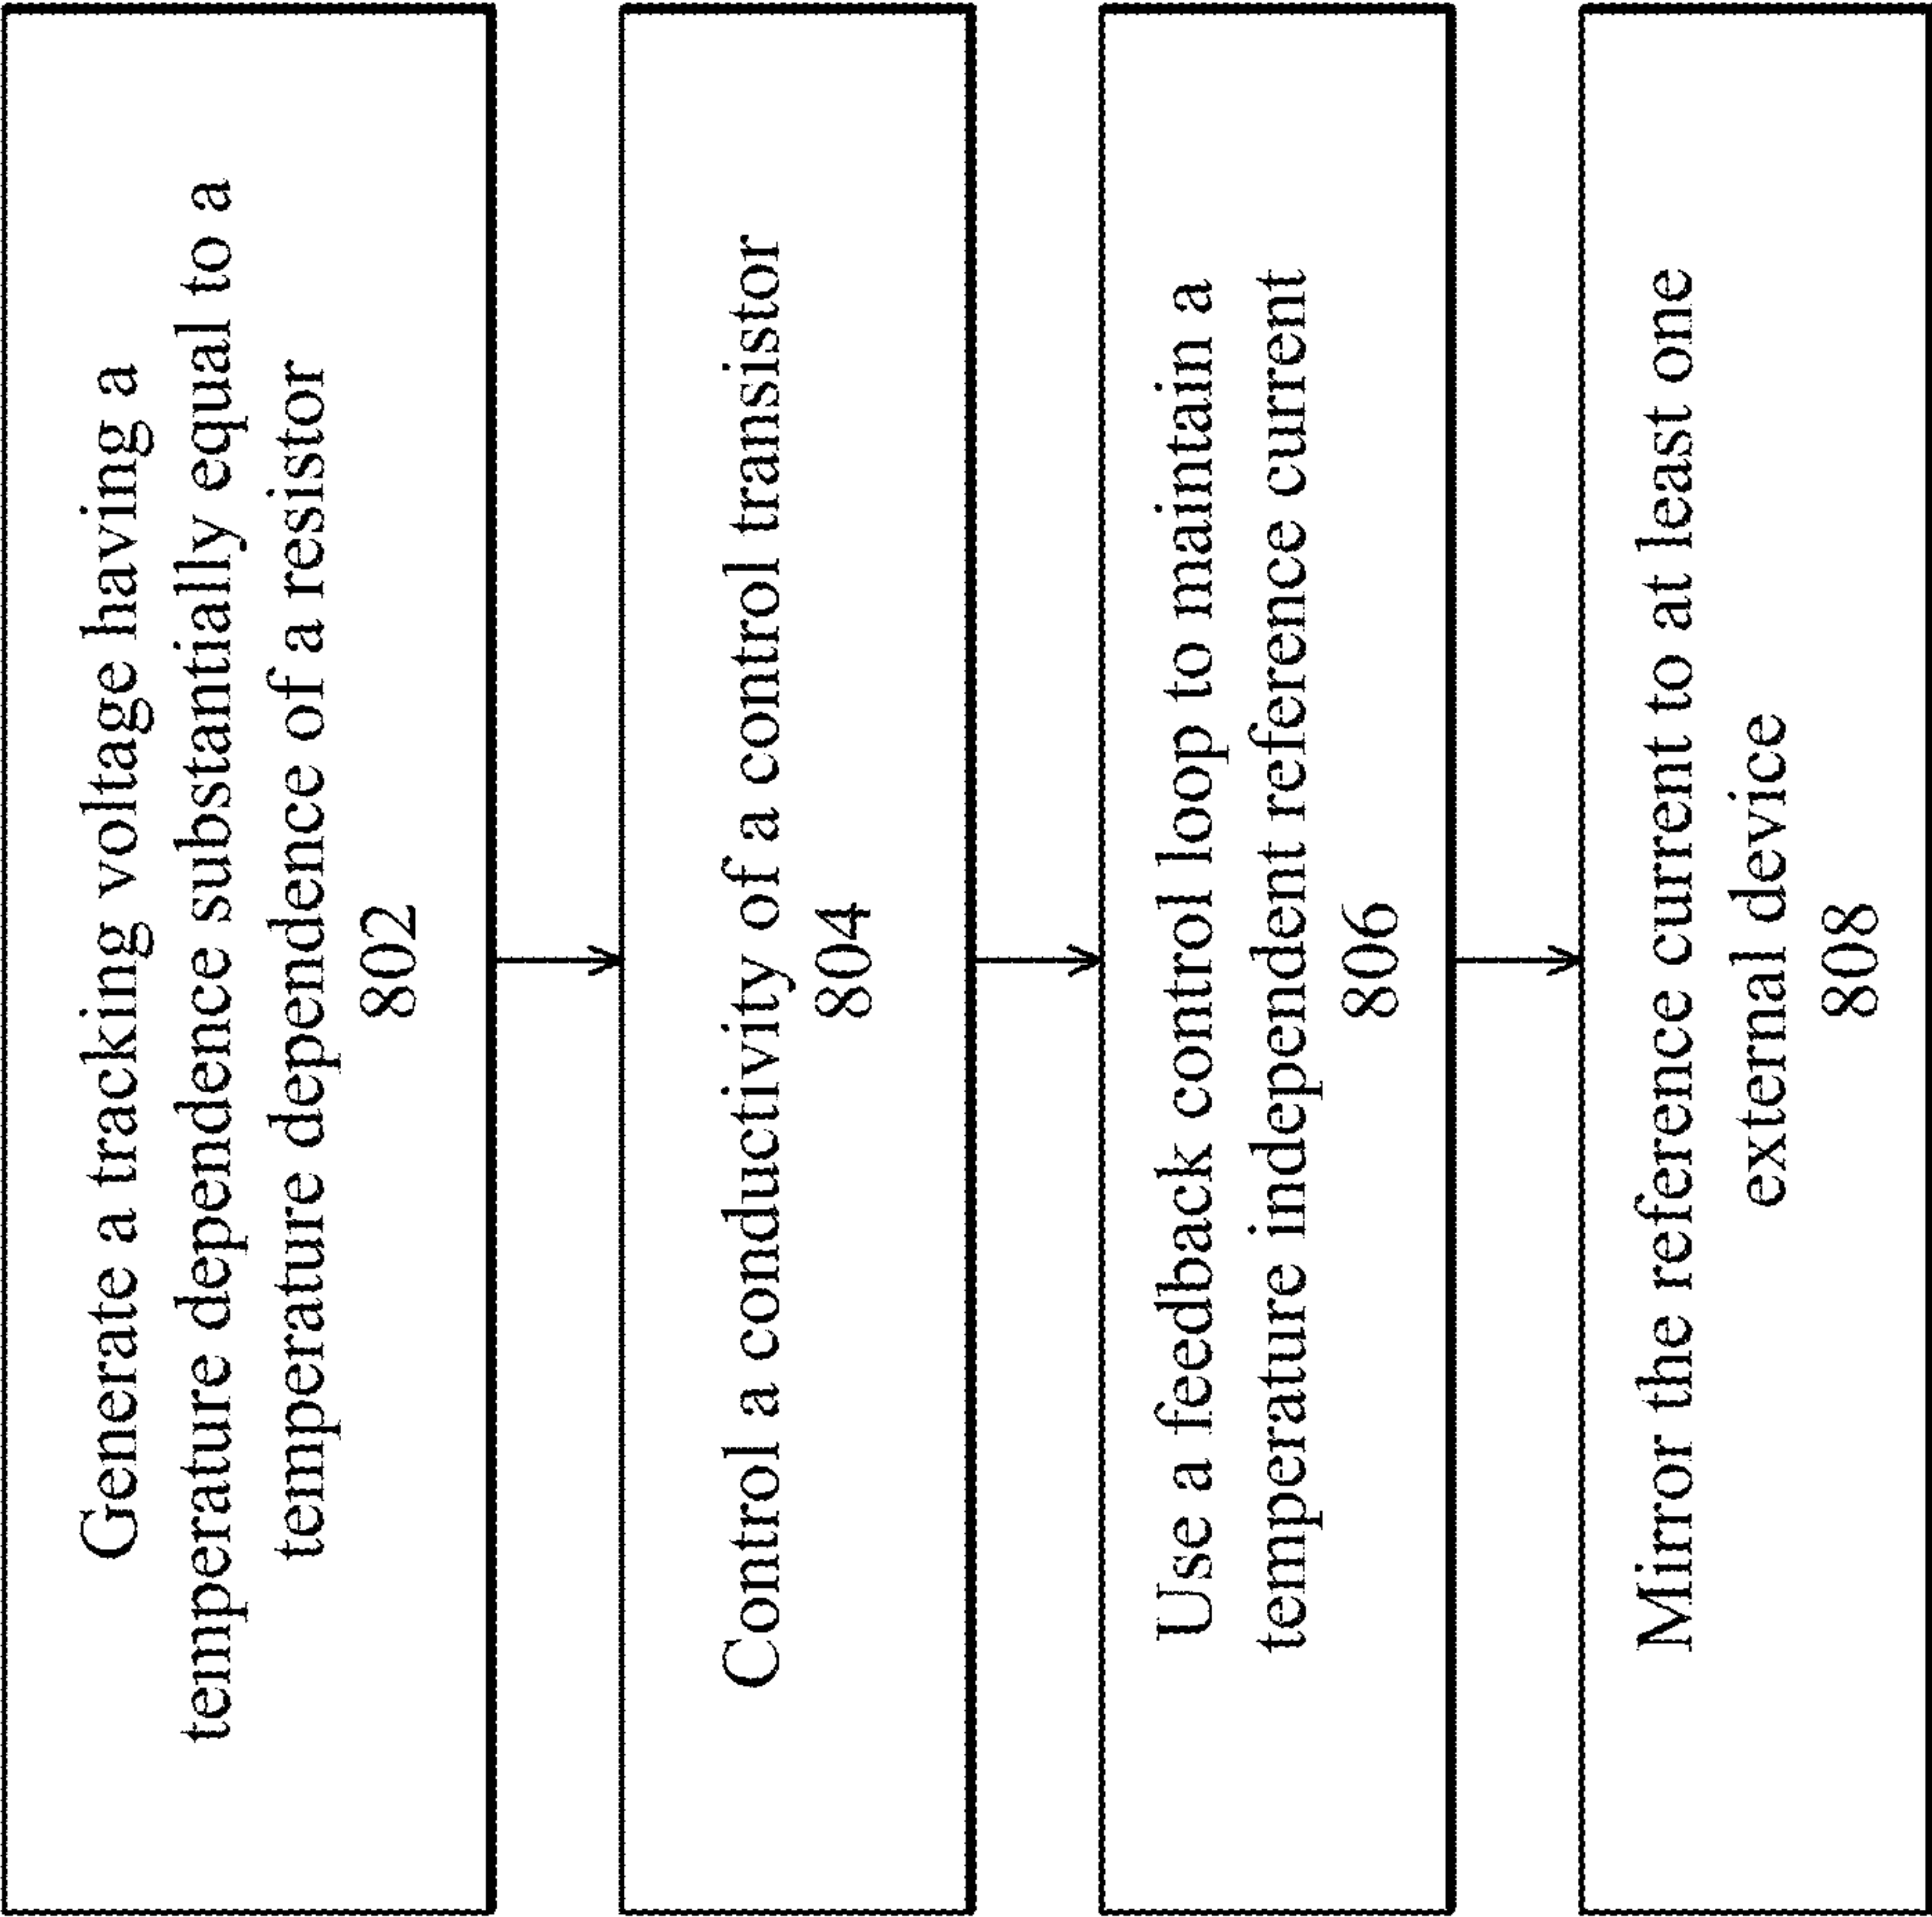 Generate a tracking voltage having a
temperature dependence substantially equal to a
temperature dependence of a resistor
802
Control a conductivity of a control transistor
804
Use a feedback control loop to maintain a
temperature independent reference current
806
Mirror the reference current to at least one
external device
808